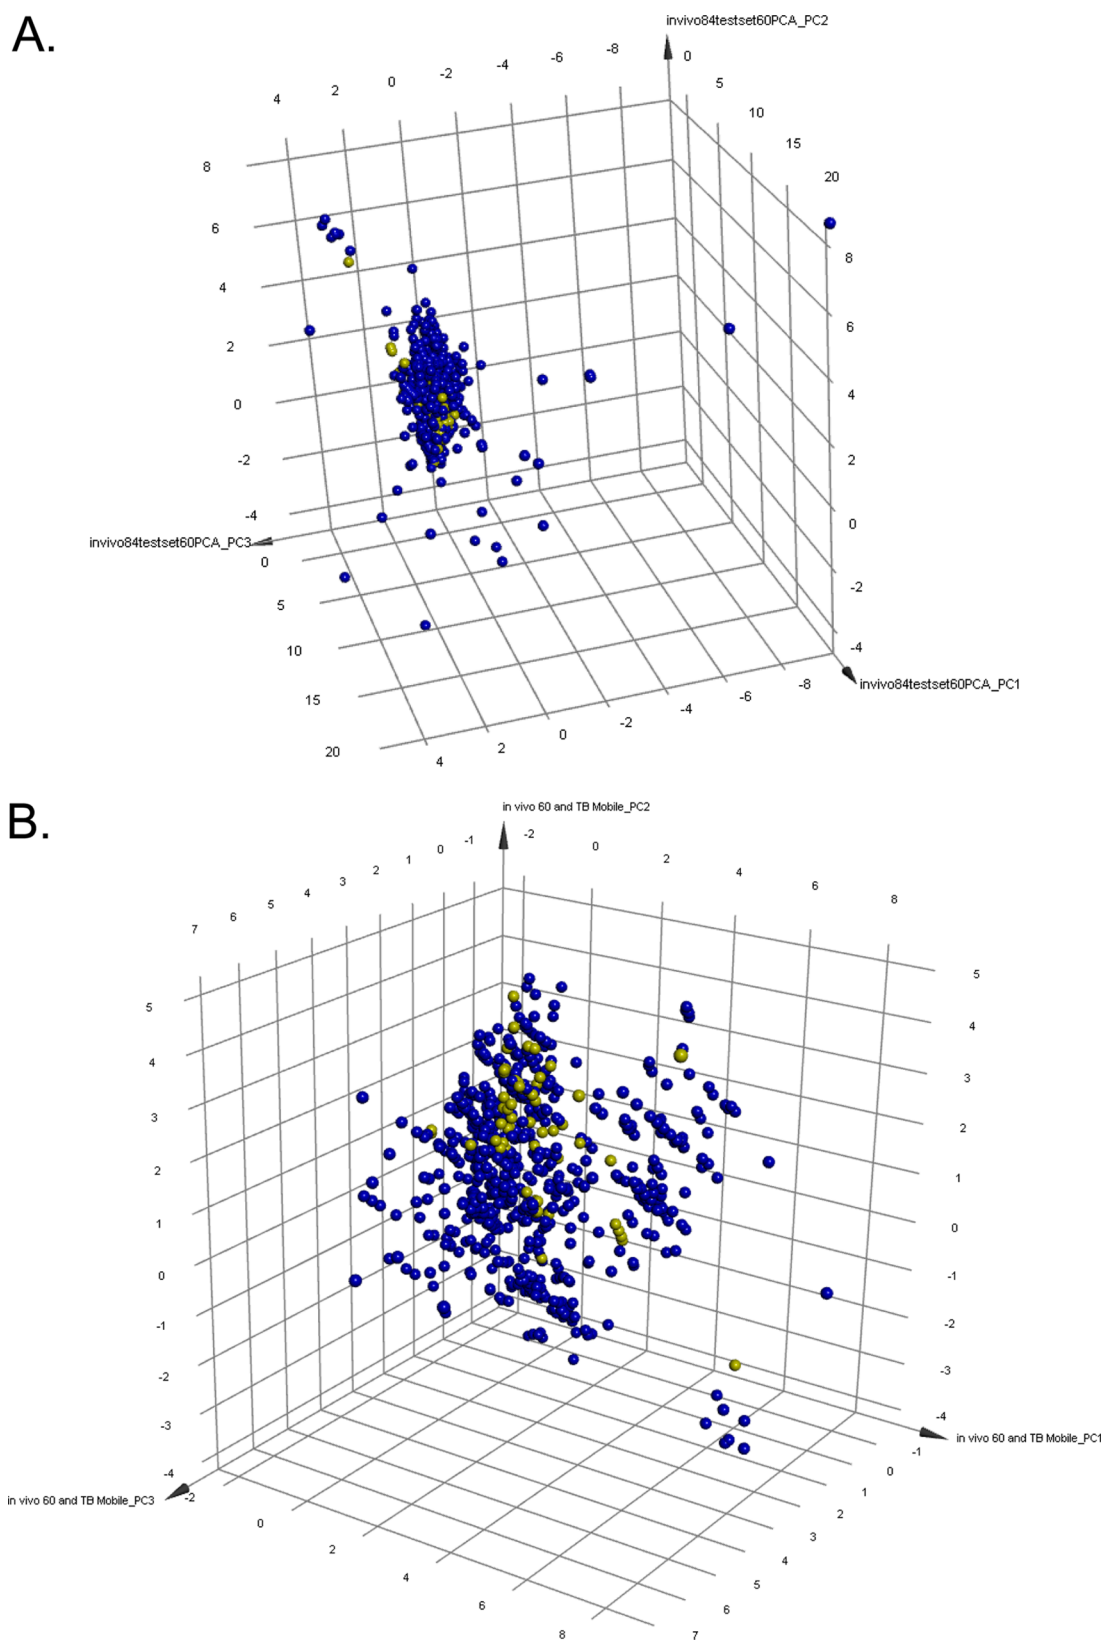 A.
invivo84testset60PCA_PC2
4 2 0 -2 -4 -6 -8
0 5 10 15 20
8 6 4 2 0 -2 -4
8 6 4 2 0 -2 -4
invivo84testset60PCA_PC3
0 5 10 15 20
4 2 0 -2 -4 -6 -8
invivo84testset60PCA_PC1
B.
in vivo 60 and TB Mobile_PC2
7 6 5 4 3 2 1 0 -1
-2 0 2 4 6 8
5 4 3 2 1 0 -1 -2 -3 -4
5 4 3 2 1 0 -1 -2 -3 -4
in vivo 60 and TB Mobile_PC1
in vivo 60 and TB Mobile_PC3
-2 0 2 4 6 8
-1 0 1 2 3 4 5 6 7